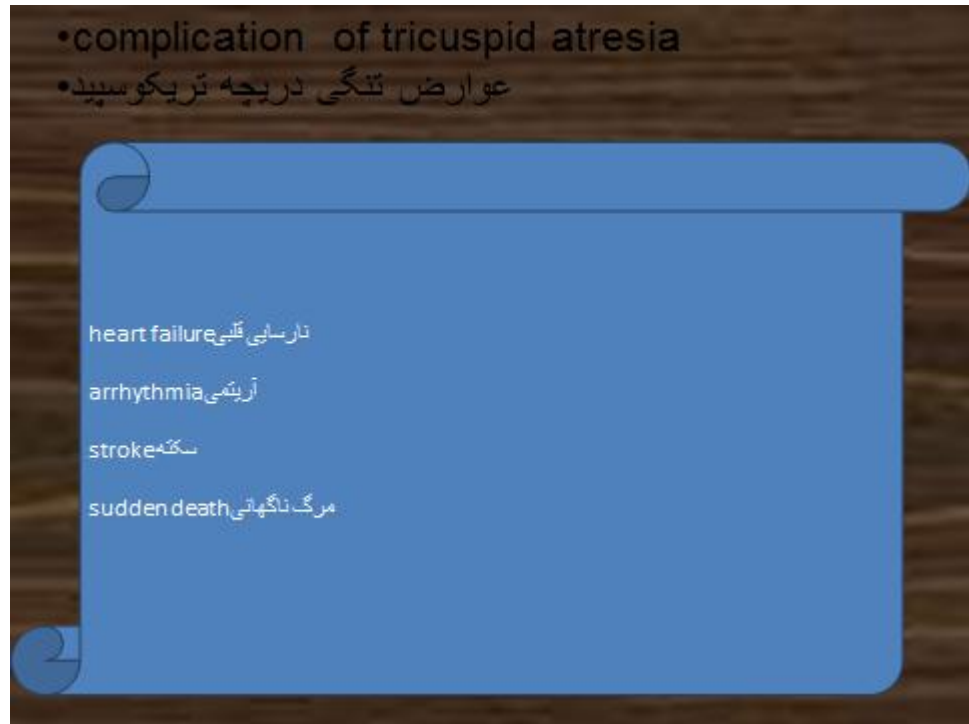 •complication of tricuspid atresia
•عوارض تنگی دریچه تریکوسپید
heart failureنارسایی قلبی
arrhythmiaآریتمی
strokeسکته
sudden deathمرگ ناگهانی